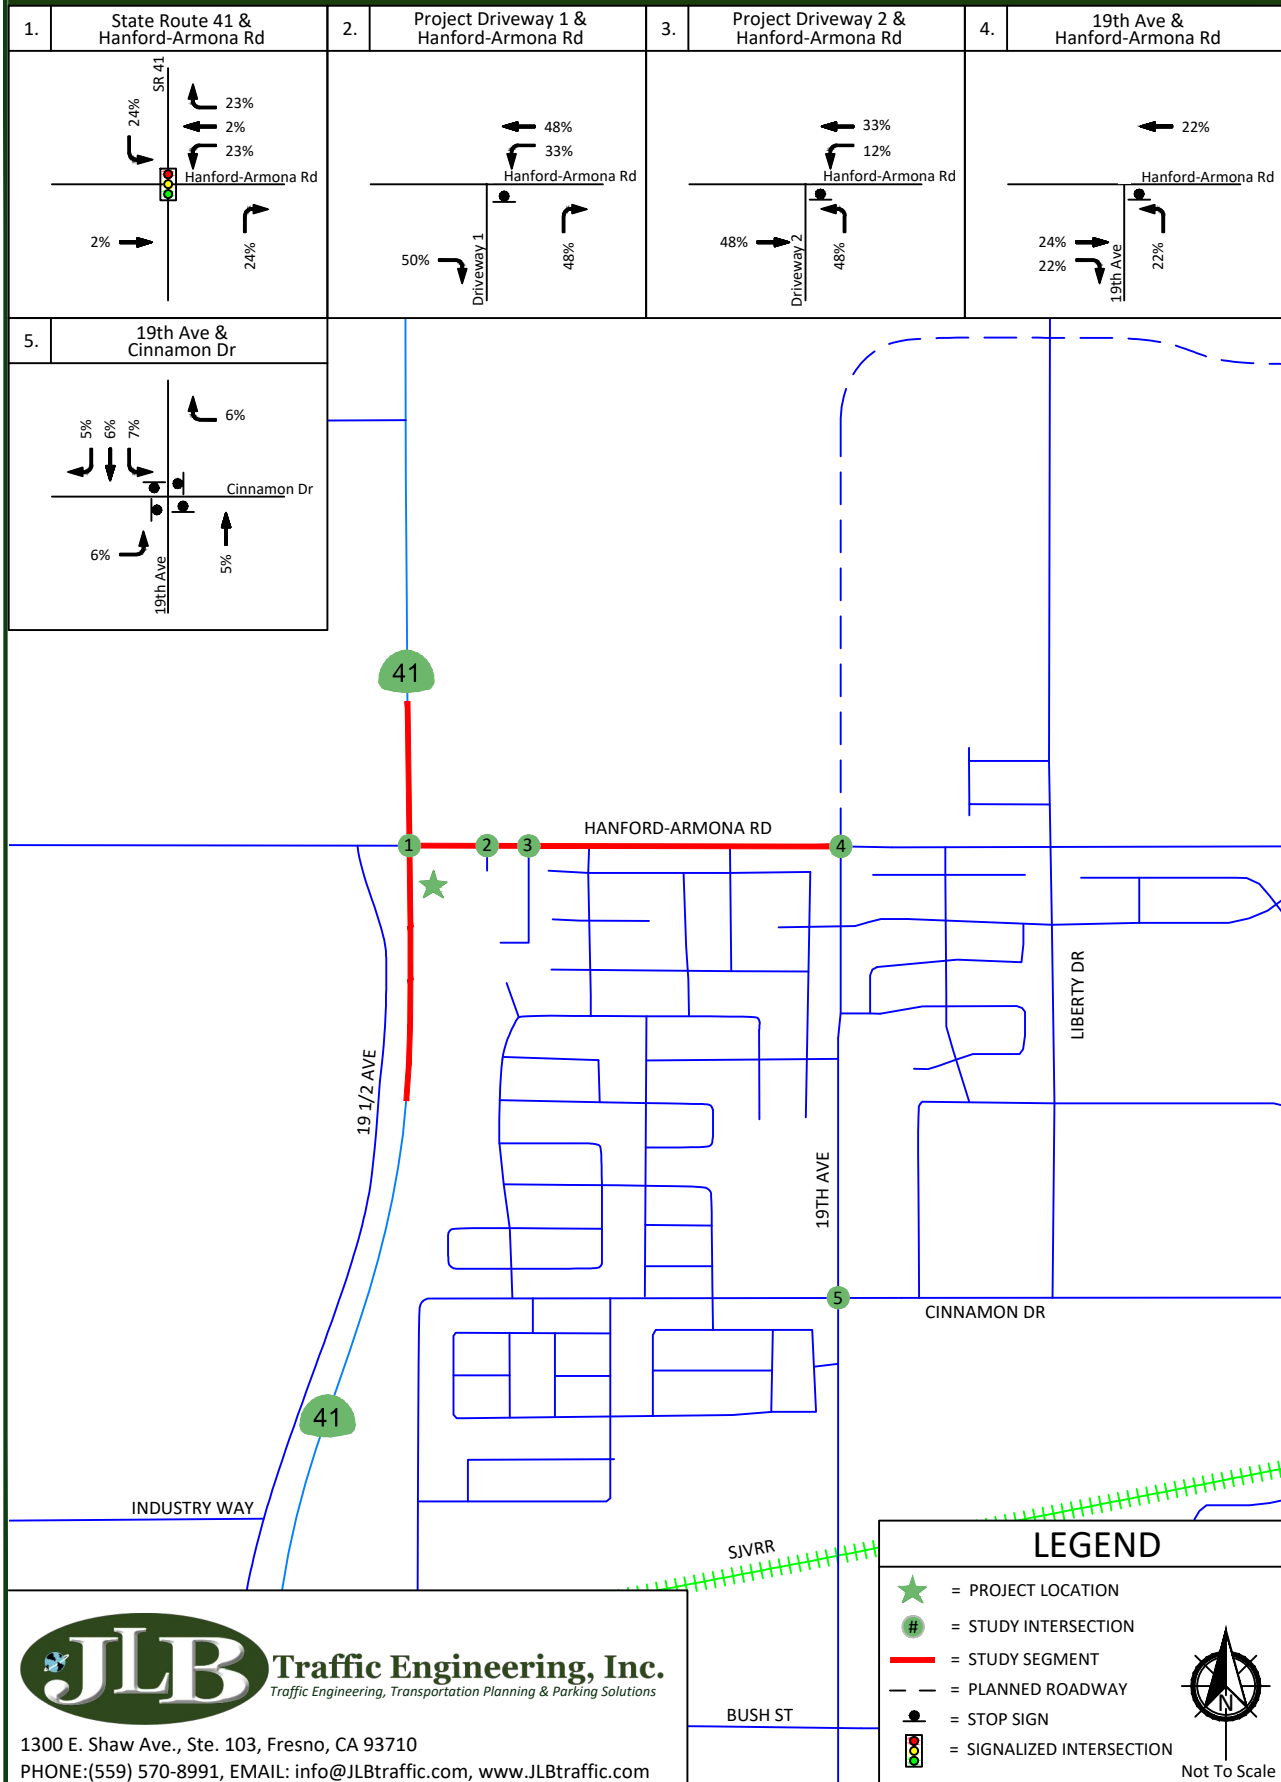 1.
State Route 41 &
Hanford-Armona Rd
SR 41
24%
23%
2%
23%
Hanford-Armona Rd
2%
24%
2.
Project Driveway 1 &
Hanford-Armona Rd
48%
33%
Hanford-Armona Rd
50%
Driveway 1
48%
3.
Project Driveway 2 &
Hanford-Armona Rd
33%
12%
Hanford-Armona Rd
48%
Driveway 2
48%
4.
19th Ave &
Hanford-Armona Rd
22%
Hanford-Armona Rd
24%
22%
19th Ave
22%
5.
19th Ave &
Cinnamon Dr
5%
6%
7%
6%
Cinnamon Dr
6%
19th Ave
5%
41
HANFORD-ARMONA RD
1
2
3
4
19 1/2 AVE
LIBERTY DR
19TH AVE
5
CINNAMON DR
41
INDUSTRY WAY
SJVRR
BUSH ST
LEGEND
= PROJECT LOCATION
# = STUDY INTERSECTION
= STUDY SEGMENT
= PLANNED ROADWAY
= STOP SIGN
= SIGNALIZED INTERSECTION
N
Not To Scale
JLB
Traffic Engineering, Inc.
Traffic Engineering, Transportation Planning & Parking Solutions
1300 E. Shaw Ave., Ste. 103, Fresno, CA 93710
PHONE:(559) 570-8991, EMAIL: info@JLBtraffic.com, www.JLBtraffic.com